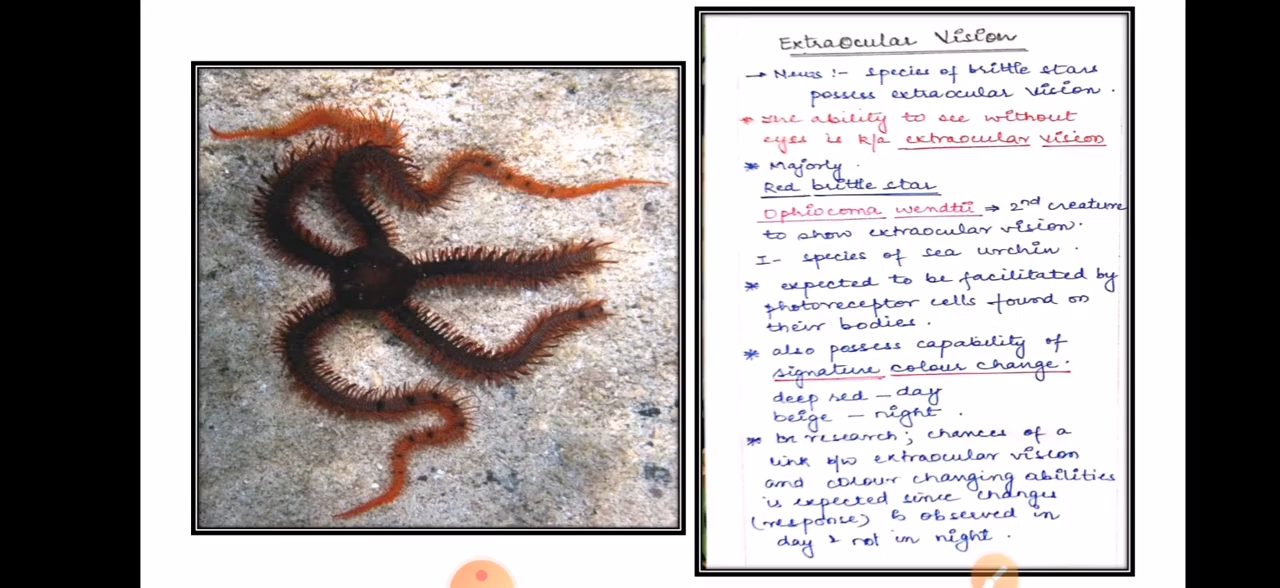 Extraocular Vision
→ News :- species of brittle stars
possess extraocular vision.
• The ability to see without
eyes is k/a extraocular vision
* Majorly.
Red brittle star
Ophiocoma wendtii ⇒ 2nd creature
to show extraocular vision.
I- species of sea urchin.
* expected to be facilitated by
photoreceptor cells found on
their bodies.
* also possess capability of
signature colour change.
deep red - day
beige - night.
* In research; chances of a
link b/w extraocular vision
and colour changing abilities
is expected since changes
(response) is observed in
day & not in night.